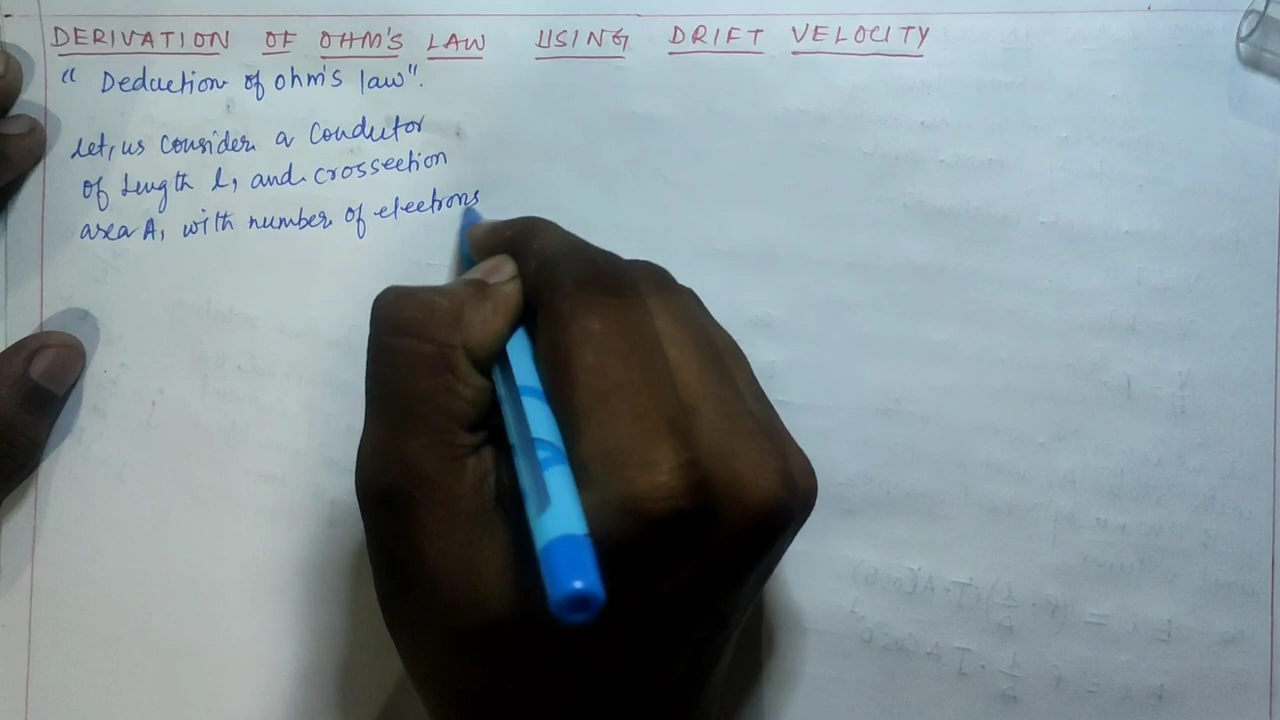 DERIVATION OF OHM'S LAW USING DRIFT VELOCITY
" Deduction of ohm's law".
Let, us consider a Conductor
of Length l, and crossection
area A, with number of electrons